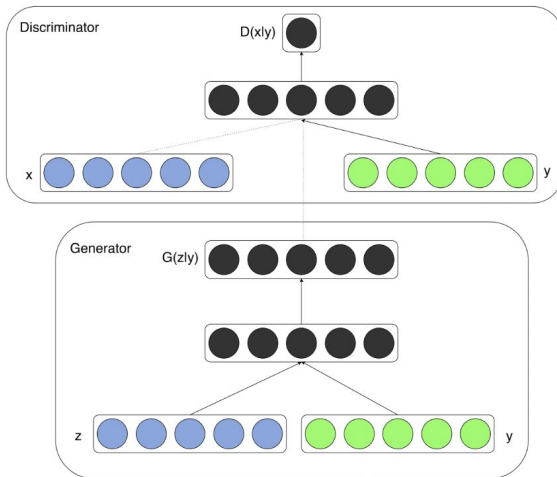 Discriminator
D(x|y)
x
y
Generator
G(z|y)
z
y